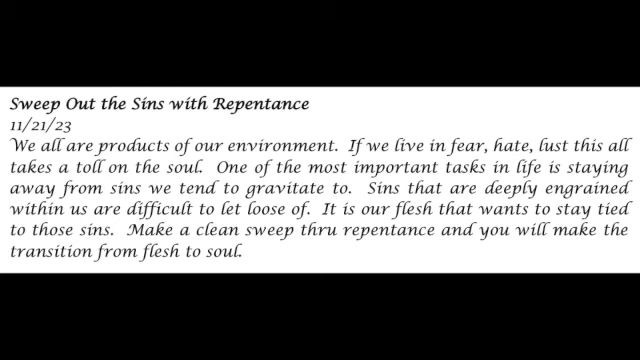 Sweep Out the Sins with Repentance
11/21/23
We all are products of our environment. If we live in fear, hate, lust this all
takes a toll on the soul. One of the most important tasks in life is staying
away from sins we tend to gravitate to. Sins that are deeply engrained
within us are difficult to let loose of. It is our flesh that wants to stay tied
to those sins. Make a clean sweep thru repentance and you will make the
transition from flesh to soul.